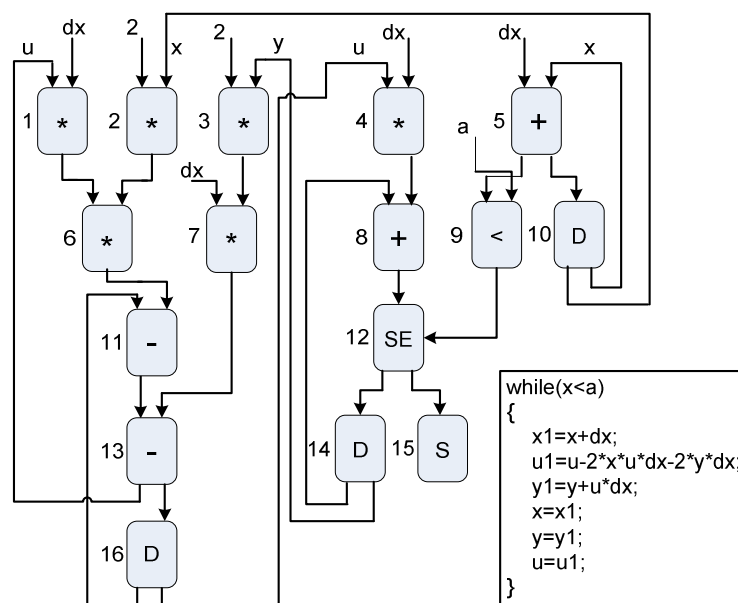 u dx 2 x 2 y u dx dx x
1 * 2 * 3 * 4 * 5 +
a
dx
6 * 7 * 8 + 9 < 10 D
11 - 12 SE
13 - 14 D 15 S
16 D
while(x<a)
{
x1=x+dx;
u1=u-2*x*u*dx-2*y*dx;
y1=y+u*dx;
x=x1;
y=y1;
u=u1;
}